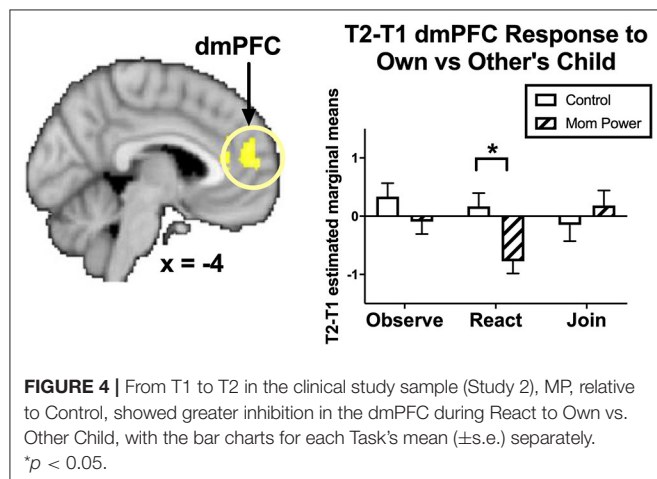 dmPFC
x = -4
T2-T1 dmPFC Response to
Own vs Other's Child
Control
Mom Power
T2-T1 estimated marginal means
1
0
-1
*
Observe
React
Join
FIGURE 4 | From T1 to T2 in the clinical study sample (Study 2), MP, relative
to Control, showed greater inhibition in the dmPFC during React to Own vs.
Other Child, with the bar charts for each Task's mean (±s.e.) separately.
*p < 0.05.